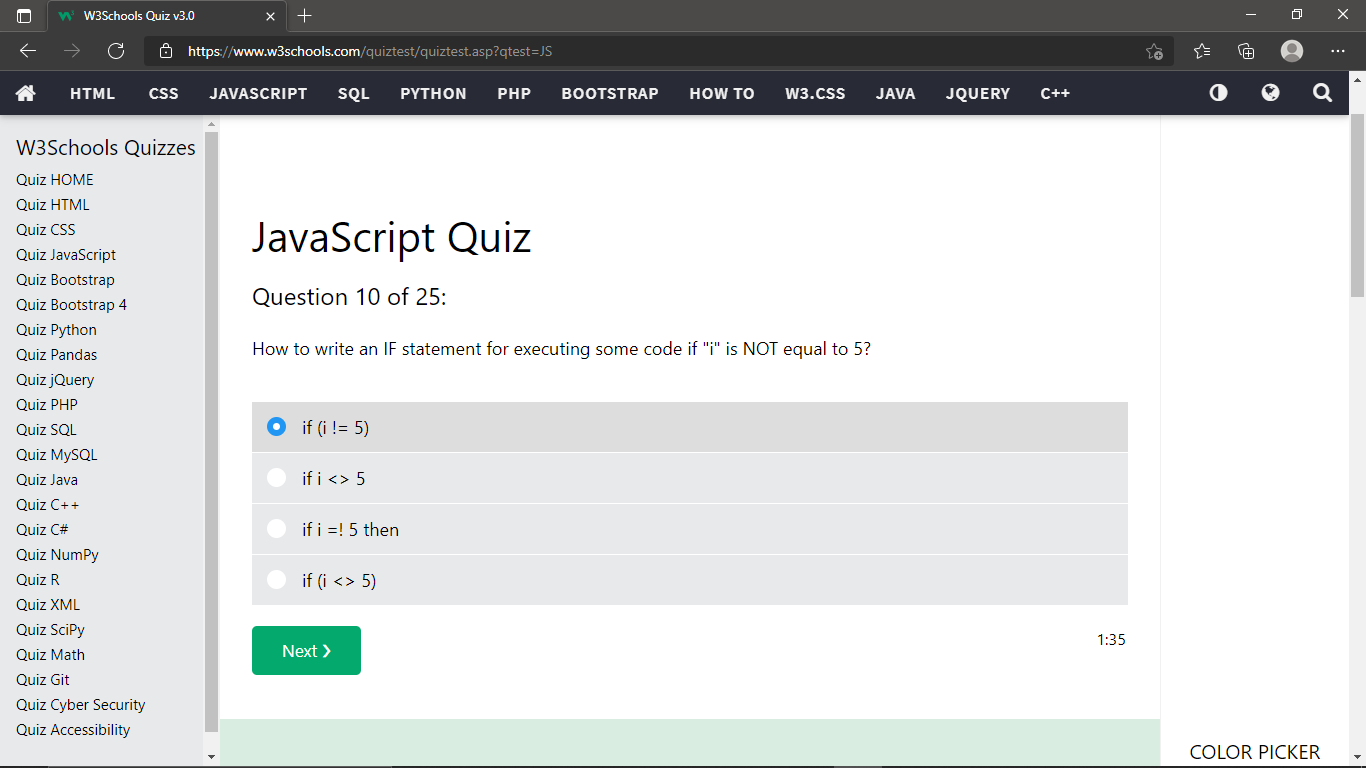 W3Schools Quiz v3.0
https://www.w3schools.com/quiztest/quiztest.asp?qtest=JS
HTML CSS JAVASCRIPT SQL PYTHON PHP BOOTSTRAP HOW TO W3.CSS JAVA JQUERY C++
W3Schools Quizzes
Quiz HOME
Quiz HTML
Quiz CSS
Quiz JavaScript
Quiz Bootstrap
Quiz Bootstrap 4
Quiz Python
Quiz Pandas
Quiz jQuery
Quiz PHP
Quiz SQL
Quiz MySQL
Quiz Java
Quiz C++
Quiz C#
Quiz NumPy
Quiz R
Quiz XML
Quiz SciPy
Quiz Math
Quiz Git
Quiz Cyber Security
Quiz Accessibility
JavaScript Quiz
Question 10 of 25:
How to write an IF statement for executing some code if "i" is NOT equal to 5?
if (i != 5)
if i <> 5
if i =! 5 then
if (i <> 5)
Next ❯
1:35
COLOR PICKER